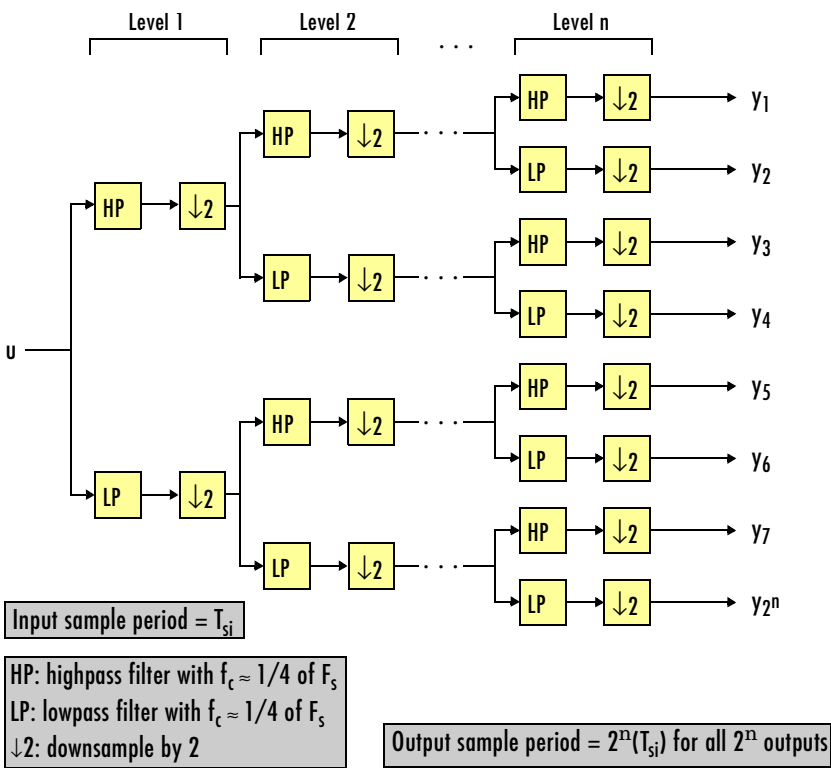 Level 1 Level 2 · · · Level n
HP ↓2 y1
HP ↓2 · · ·
LP ↓2 y2
HP ↓2
HP ↓2 y3
LP ↓2 · · ·
LP ↓2 y4
u
HP ↓2 y5
HP ↓2 · · ·
LP ↓2 y6
LP ↓2
HP ↓2 y7
LP ↓2 · · ·
LP ↓2 y2ⁿ
Input sample period = Tsi
HP: highpass filter with fc ≈ 1/4 of Fs
LP: lowpass filter with fc ≈ 1/4 of Fs
↓2: downsample by 2
Output sample period = 2ⁿ(Tsi) for all 2ⁿ outputs